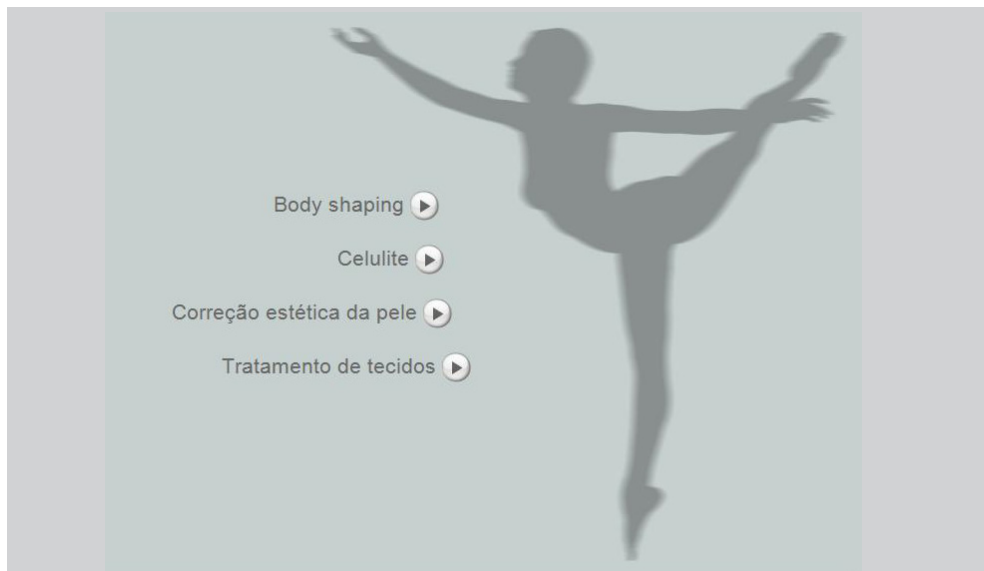 Body shaping
Celulite
Correção estética da pele
Tratamento de tecidos